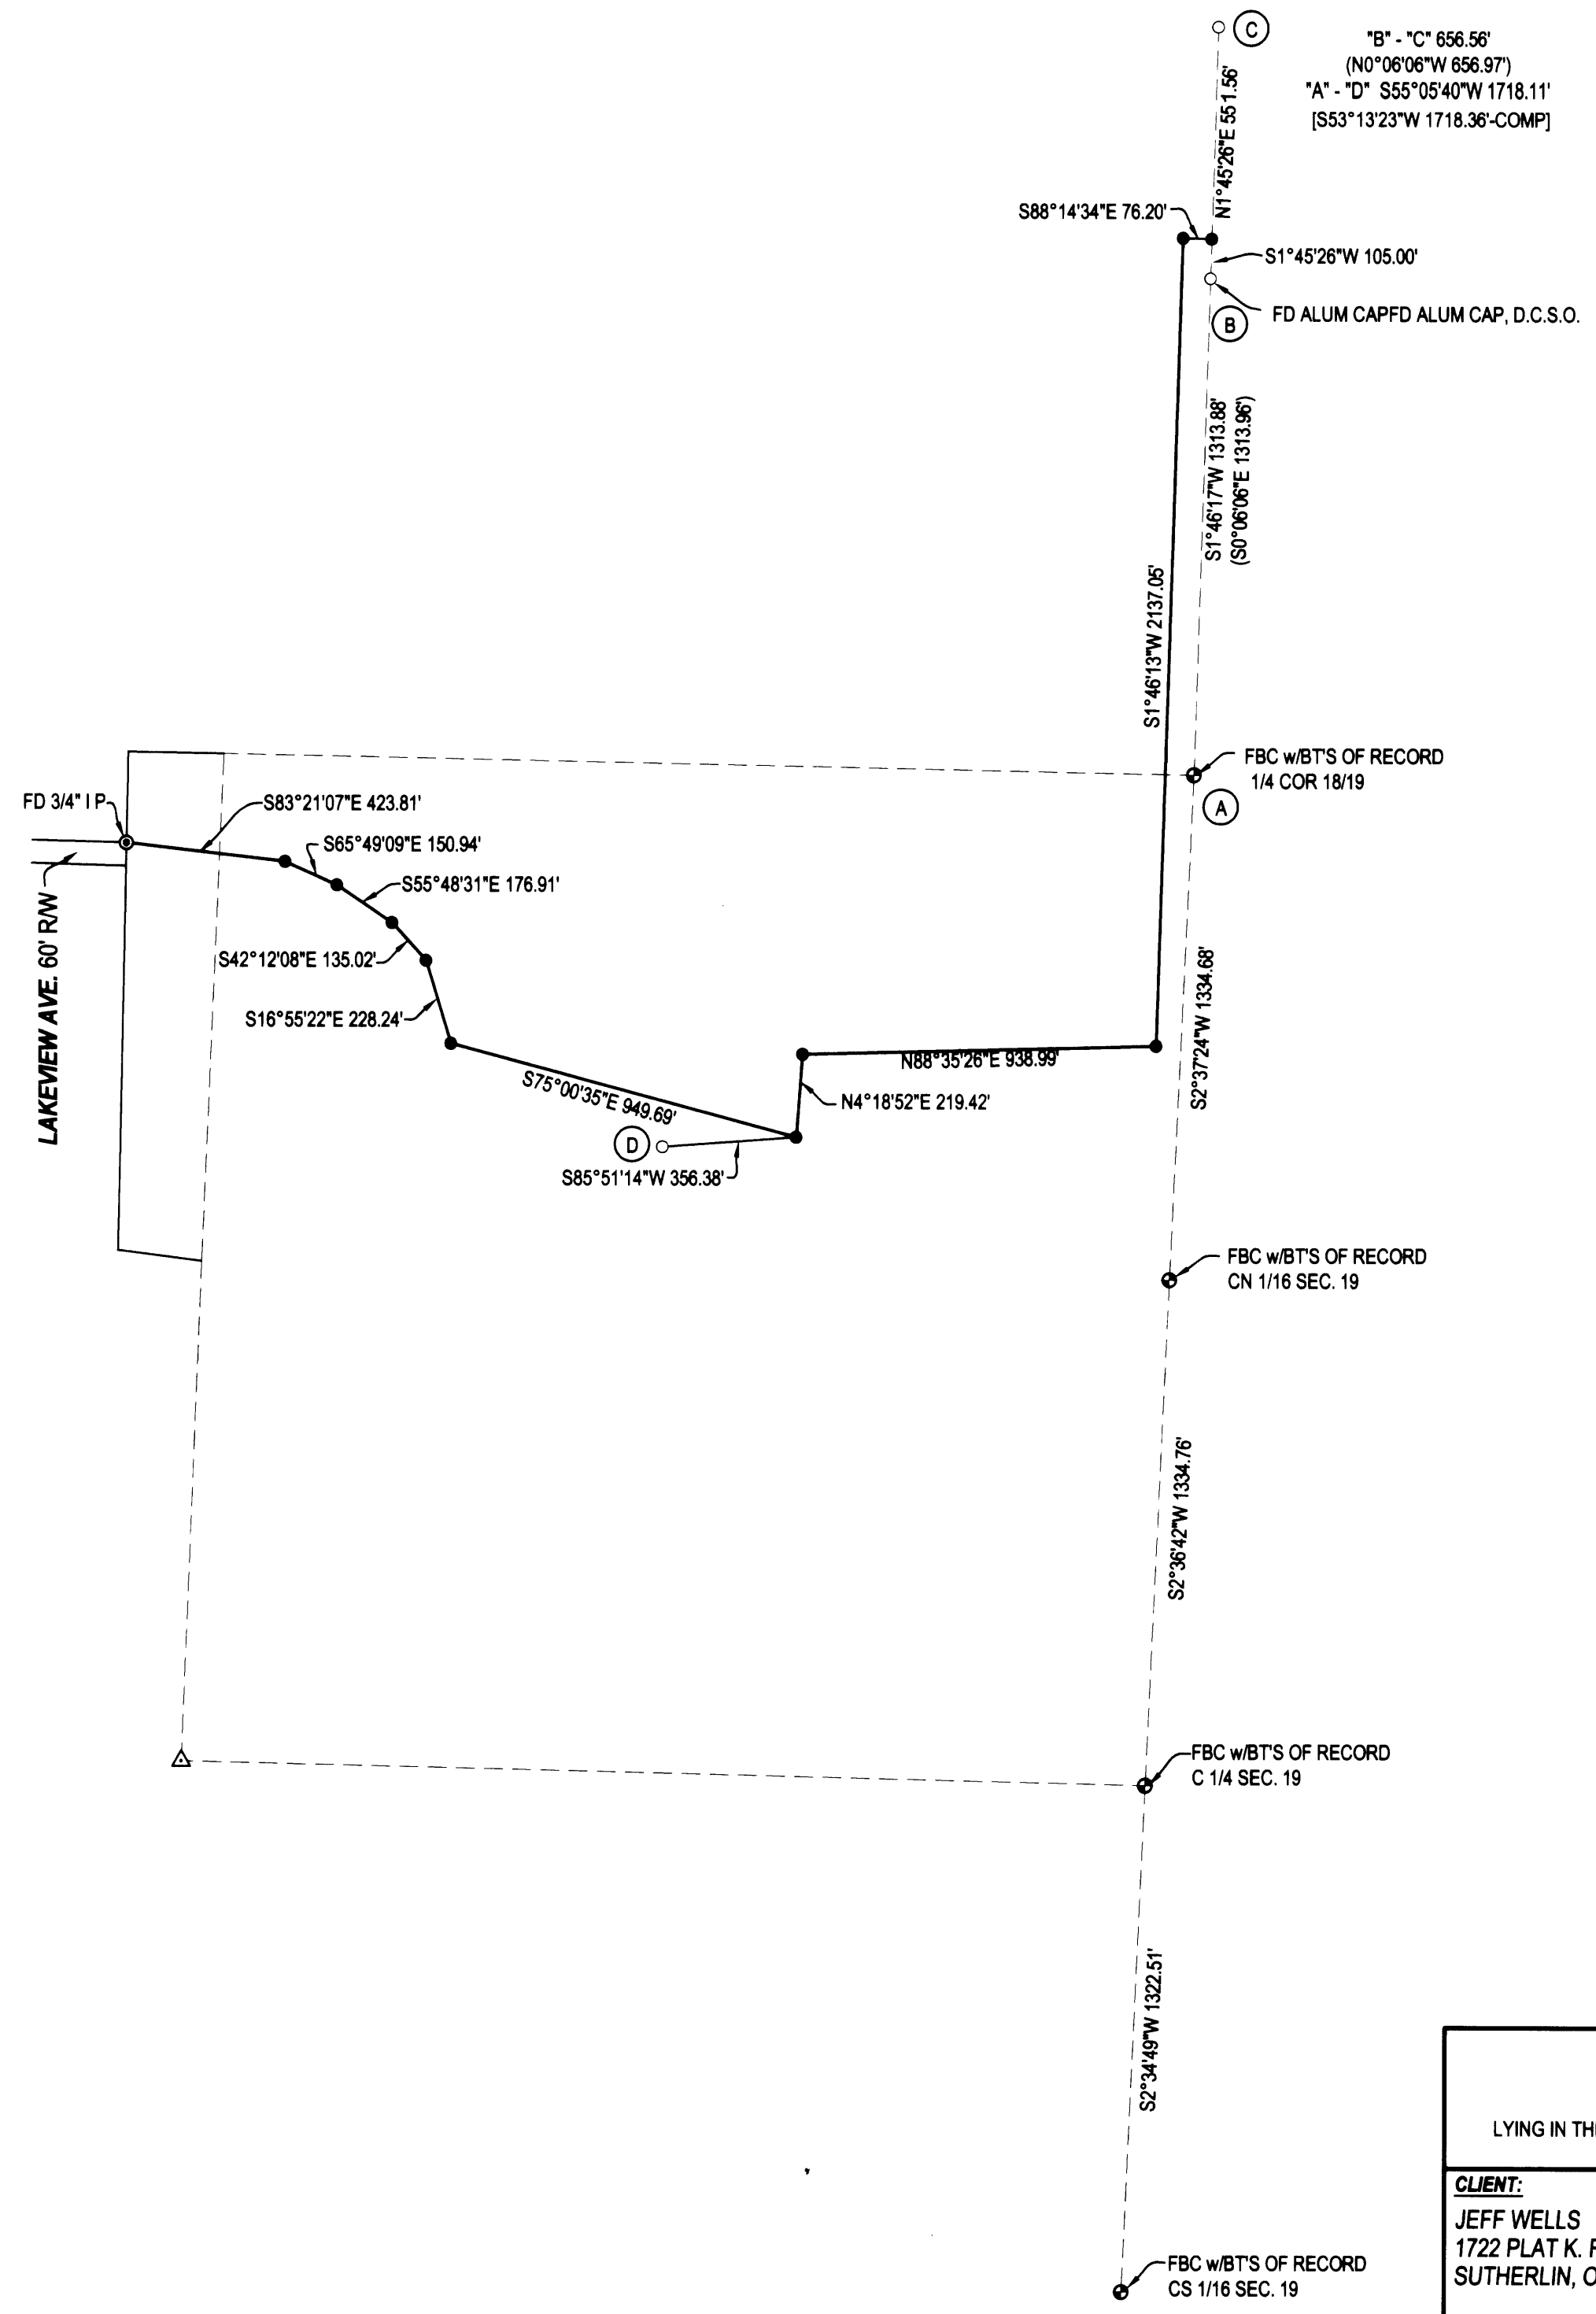 C
"B" - "C" 656.56'
(N0°06'06"W 656.97')
"A" - "D" S55°05'40"W 1718.11'
[S53°13'23"W 1718.36'-COMP]
N1°45'26"E 551.56'
S88°14'34"E 76.20'
S1°45'26"W 105.00'
FD ALUM CAPFD ALUM CAP, D.C.S.O.
B
S1°46'17"W 1313.88'
(S0°06'06"E 1313.96')
S1°46'13"W 2137.05'
FBC w/BT'S OF RECORD
1/4 COR 18/19
A
FD 3/4" I P
S83°21'07"E 423.81'
S65°49'09"E 150.94'
S55°48'31"E 176.91'
LAKEVIEW AVE. 60' R/W
S42°12'08"E 135.02'
S16°55'22"E 228.24'
S75°00'35"E 949.69'
N88°35'26"E 938.99'
N4°18'52"E 219.42'
S2°37'24"W 1334.68'
D
S85°51'14"W 356.38'
FBC w/BT'S OF RECORD
CN 1/16 SEC. 19
S2°36'42"W 1334.76'
FBC w/BT'S OF RECORD
C 1/4 SEC. 19
S2°34'49"W 1322.51'
LYING IN TH
CLIENT:
JEFF WELLS
1722 PLAT K. 
SUTHERLIN, O
FBC w/BT'S OF RECORD
CS 1/16 SEC. 19